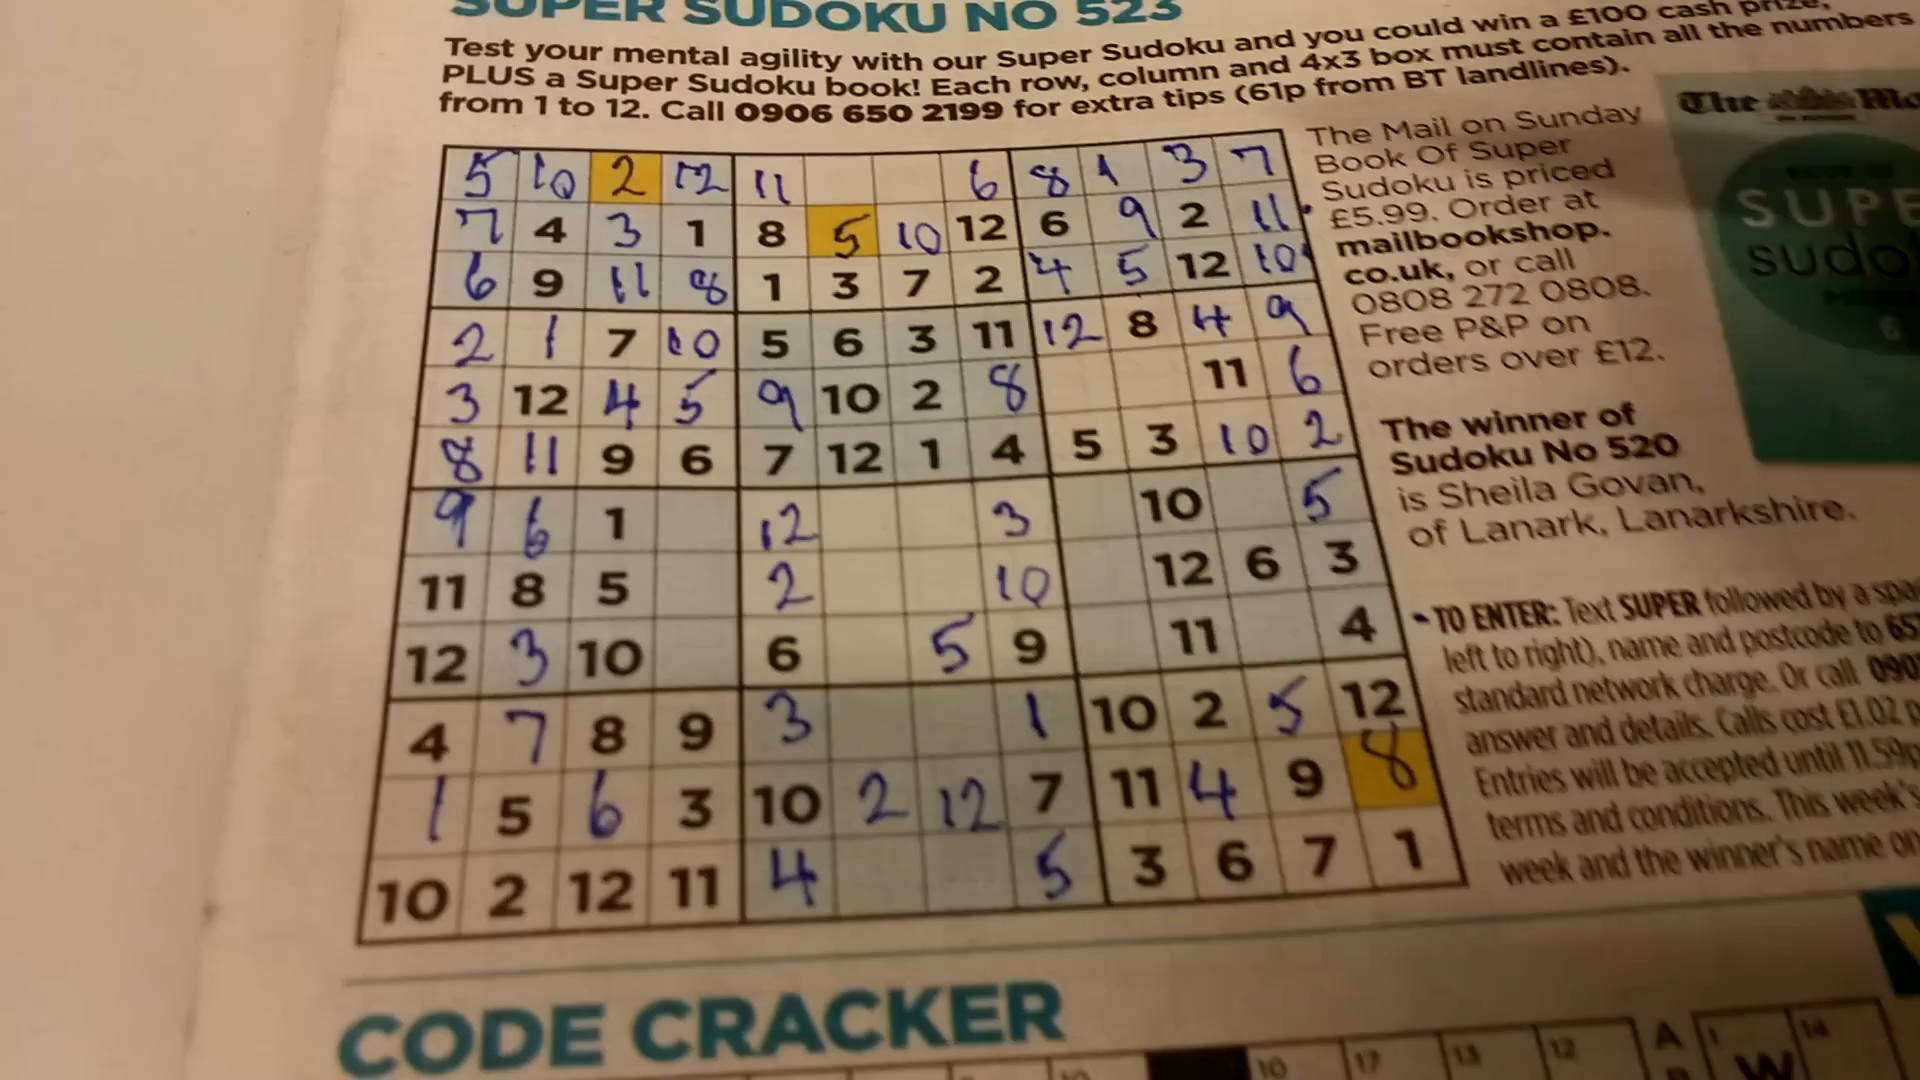 SUPER SUDOKU NO 523
Test your mental agility with our Super Sudoku and you could win a £100 cash prize,
PLUS a Super Sudoku book! Each row, column and 4x3 box must contain all the numbers
from 1 to 12. Call 0906 650 2199 for extra tips (61p from BT landlines).
5 10 2 12 11 6 8 1 3 7
7 4 3 1 8 5 10 12 6 9 2 11
6 9 11 8 1 3 7 2 4 5 12 10
2 1 7 10 5 6 3 11 12 8 4 9
3 12 4 5 9 10 2 8 11 6
8 11 9 6 7 12 1 4 5 3 10 2
9 6 1 12 3 10 5
11 8 5 2 10 12 6 3
12 3 10 6 5 9 11 4
4 7 8 9 3 1 10 2 5 12
1 5 6 3 10 2 12 7 11 4 9 8
10 2 12 11 4 5 3 6 7 1
The Mail on Sunday
Book Of Super
Sudoku is priced
£5.99. Order at
mailbookshop.
co.uk, or call
0808 272 0808.
Free P&P on
orders over £12.
The winner of
Sudoku No 520
is Sheila Govan,
of Lanark, Lanarkshire.
• TO ENTER: Text SUPER followed by a
left to right), name and postcode to
standard network charge. Or call
answer and details. Calls cost £1.02
Entries will be accepted until 11.59p
terms and conditions. This week's
week and the winner's name on
The
SUPE
sudo
CODE CRACKER
10 17 13 12 A 1 W 14